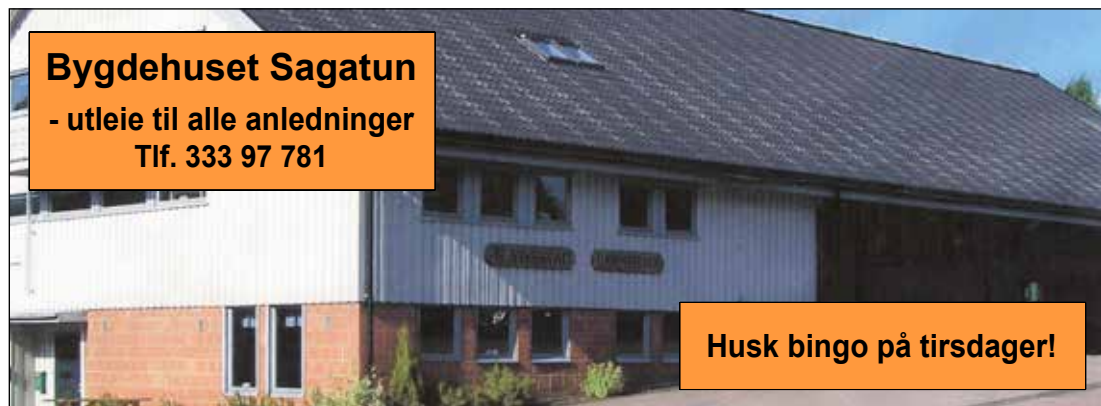 Bygdehuset Sagatun
- utleie til alle anledninger
Tlf. 333 97 781
Husk bingo på tirsdager!